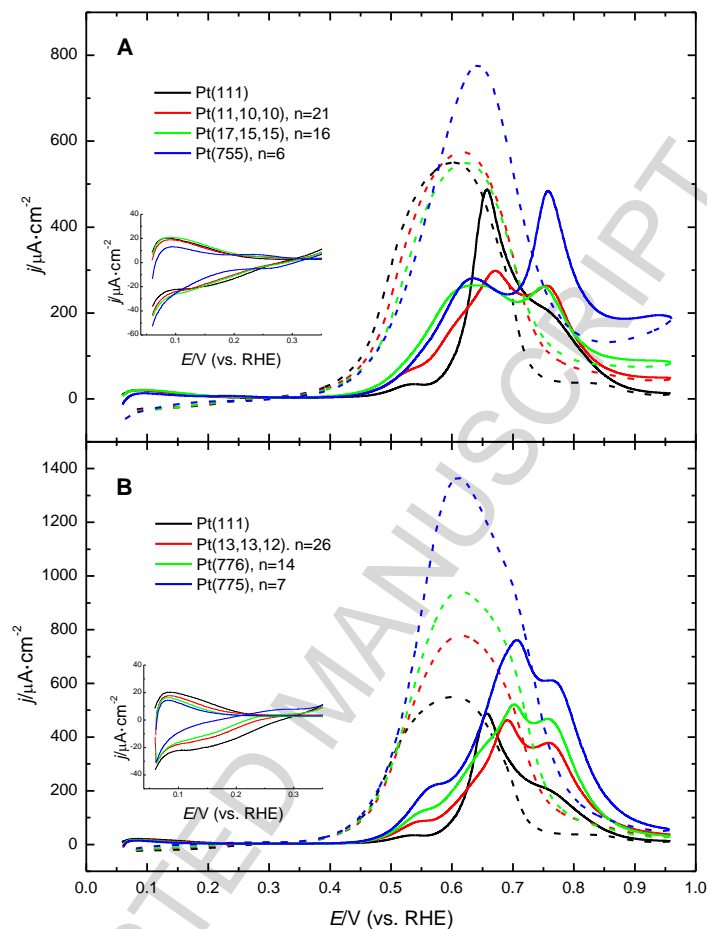 A
Pt(111)
Pt(11,10,10), n=21
Pt(17,15,15), n=16
Pt(755), n=6
800
600
400
200
0
j/μA·cm⁻²
40
20
0
-20
-40
-60
j/μA·cm⁻²
0.1 0.2 0.3
E/V (vs. RHE)
B
Pt(111)
Pt(13,13,12). n=26
Pt(776), n=14
Pt(775), n=7
1400
1200
1000
800
600
400
200
0
j/μA·cm⁻²
40
20
0
-20
-40
j/μA·cm⁻²
0.1 0.2 0.3
E/V (vs. RHE)
0.0 0.1 0.2 0.3 0.4 0.5 0.6 0.7 0.8 0.9 1.0
E/V (vs. RHE)
TED MANUSCRIPT